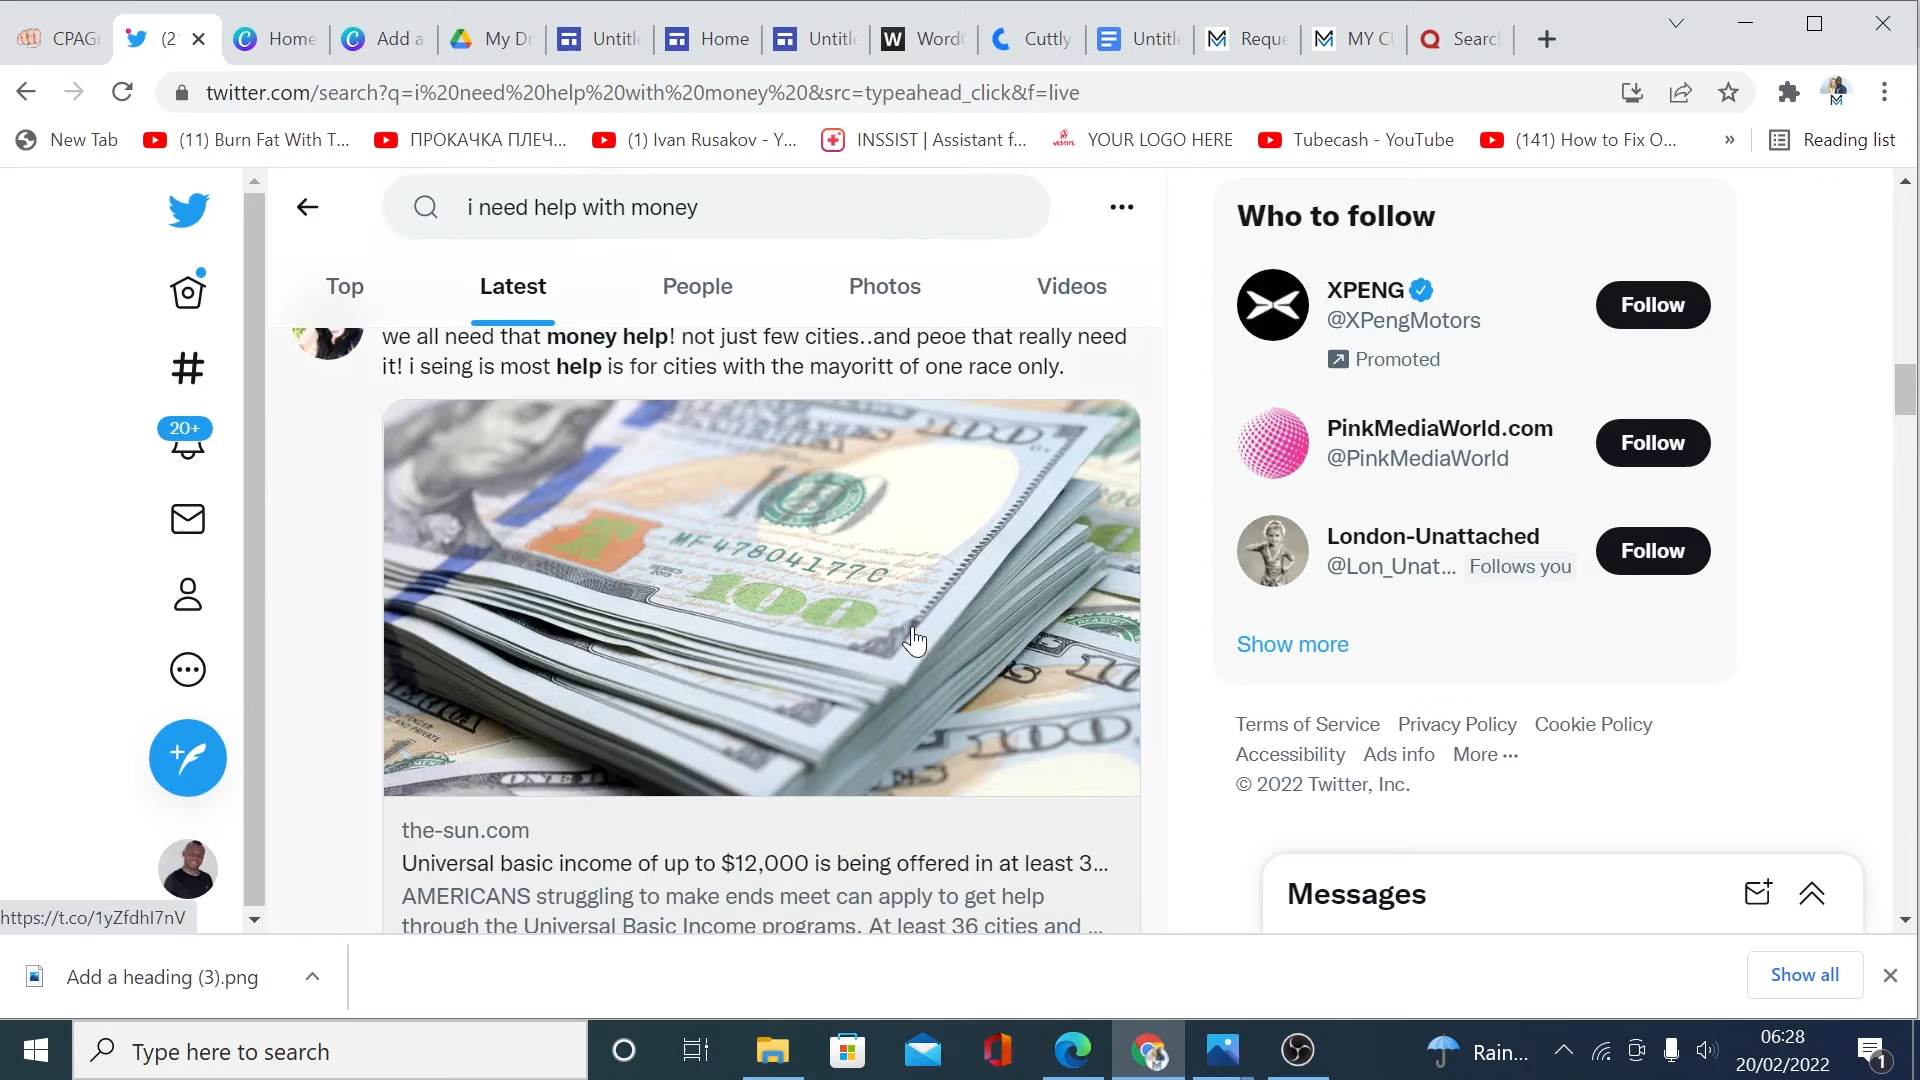 CPAG
(2
Home
Add a
My Dr
Untitl
Home
Untitl
Word
Cuttly
Untitl
Reque
MY C
Searc
twitter.com/search?q=i%20need%20help%20with%20money%20&src=typeahead_click&f=live
New Tab
(11) Burn Fat With T...
ПРОКАЧКА ПЛЕЧ...
(1) Ivan Rusakov - Y...
INSSIST | Assistant f...
YOUR LOGO HERE
Tubecash - YouTube
(141) How to Fix O...
»
Reading list
i need help with money
Top
Latest
People
Photos
Videos
20+
we all need that money help! not just few cities..and peoe that really need
it! i seing is most help is for cities with the mayoritt of one race only.
100
MF 47804177C
SERIES
100
100
the-sun.com
Universal basic income of up to $12,000 is being offered in at least 3...
AMERICANS struggling to make ends meet can apply to get help
through the Universal Basic Income programs. At least 36 cities and ...
Who to follow
XPENG
@XPengMotors
Promoted
Follow
PinkMediaWorld.com
@PinkMediaWorld
Follow
London-Unattached
@Lon_Unat... Follows you
Follow
Show more
Terms of Service Privacy Policy Cookie Policy
Accessibility Ads info More ···
© 2022 Twitter, Inc.
Messages
https://t.co/1yZfdhI7nV
Add a heading (3).png
Show all
Type here to search
Rain...
06:28
20/02/2022
1